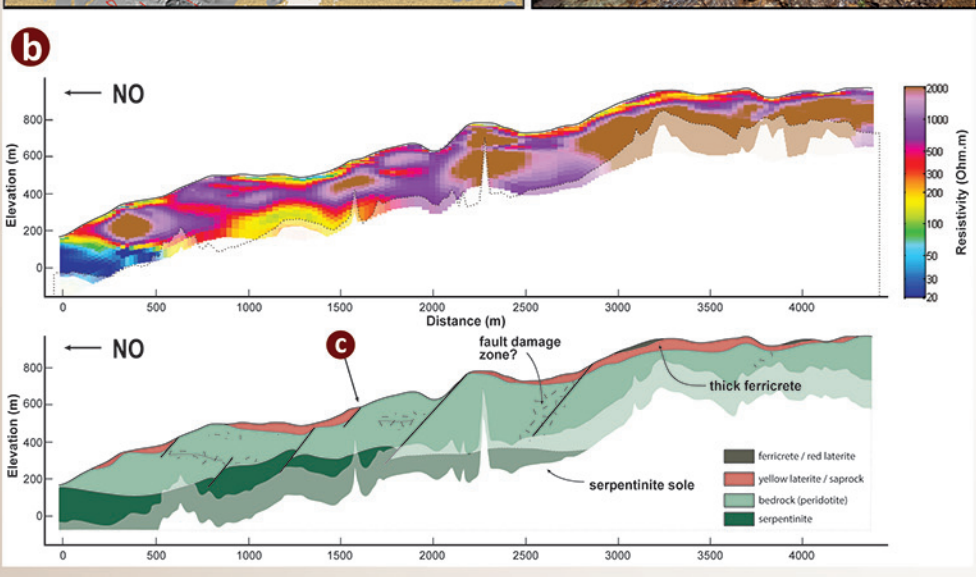 b
NO
Elevation (m)
800
600
400
200
0
0 500 1000 1500 2000 2500 3000 3500 4000
Distance (m)
2000
1000
500
300
200
100
50
30
20
Resistivity (Ohm.m)
NO
c
fault damage
zone?
thick ferricrete
serpentinite sole
Elevation (m)
800
600
400
200
0
ferricrete / red laterite
yellow laterite / saprock
bedrock (peridotite)
serpentinite
0 500 1000 1500 2000 2500 3000 3500 4000